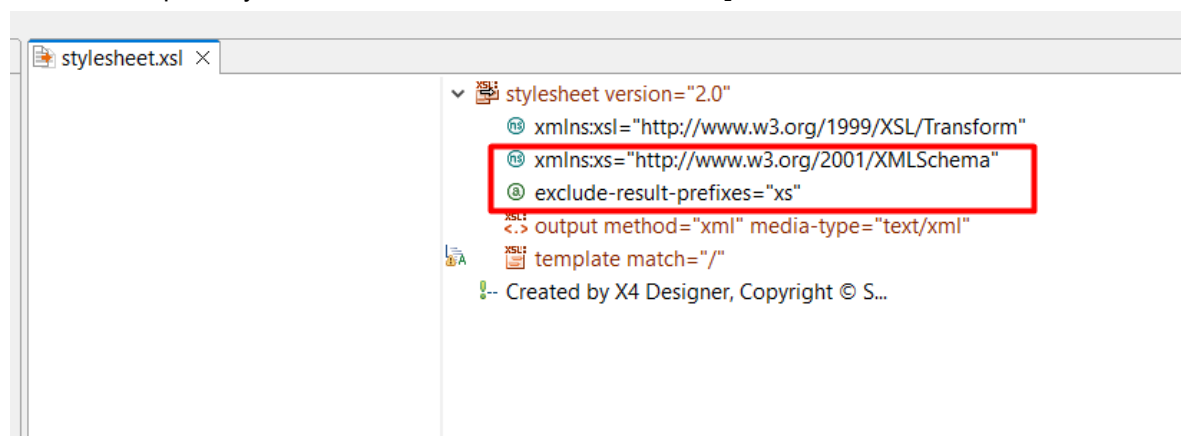 stylesheet.xsl
stylesheet version="2.0"
xmlns:xsl="http://www.w3.org/1999/XSL/Transform"
xmlns:xs="http://www.w3.org/2001/XMLSchema"
exclude-result-prefixes="xs"
output method="xml" media-type="text/xml"
template match="/"
Created by X4 Designer, Copyright © S...